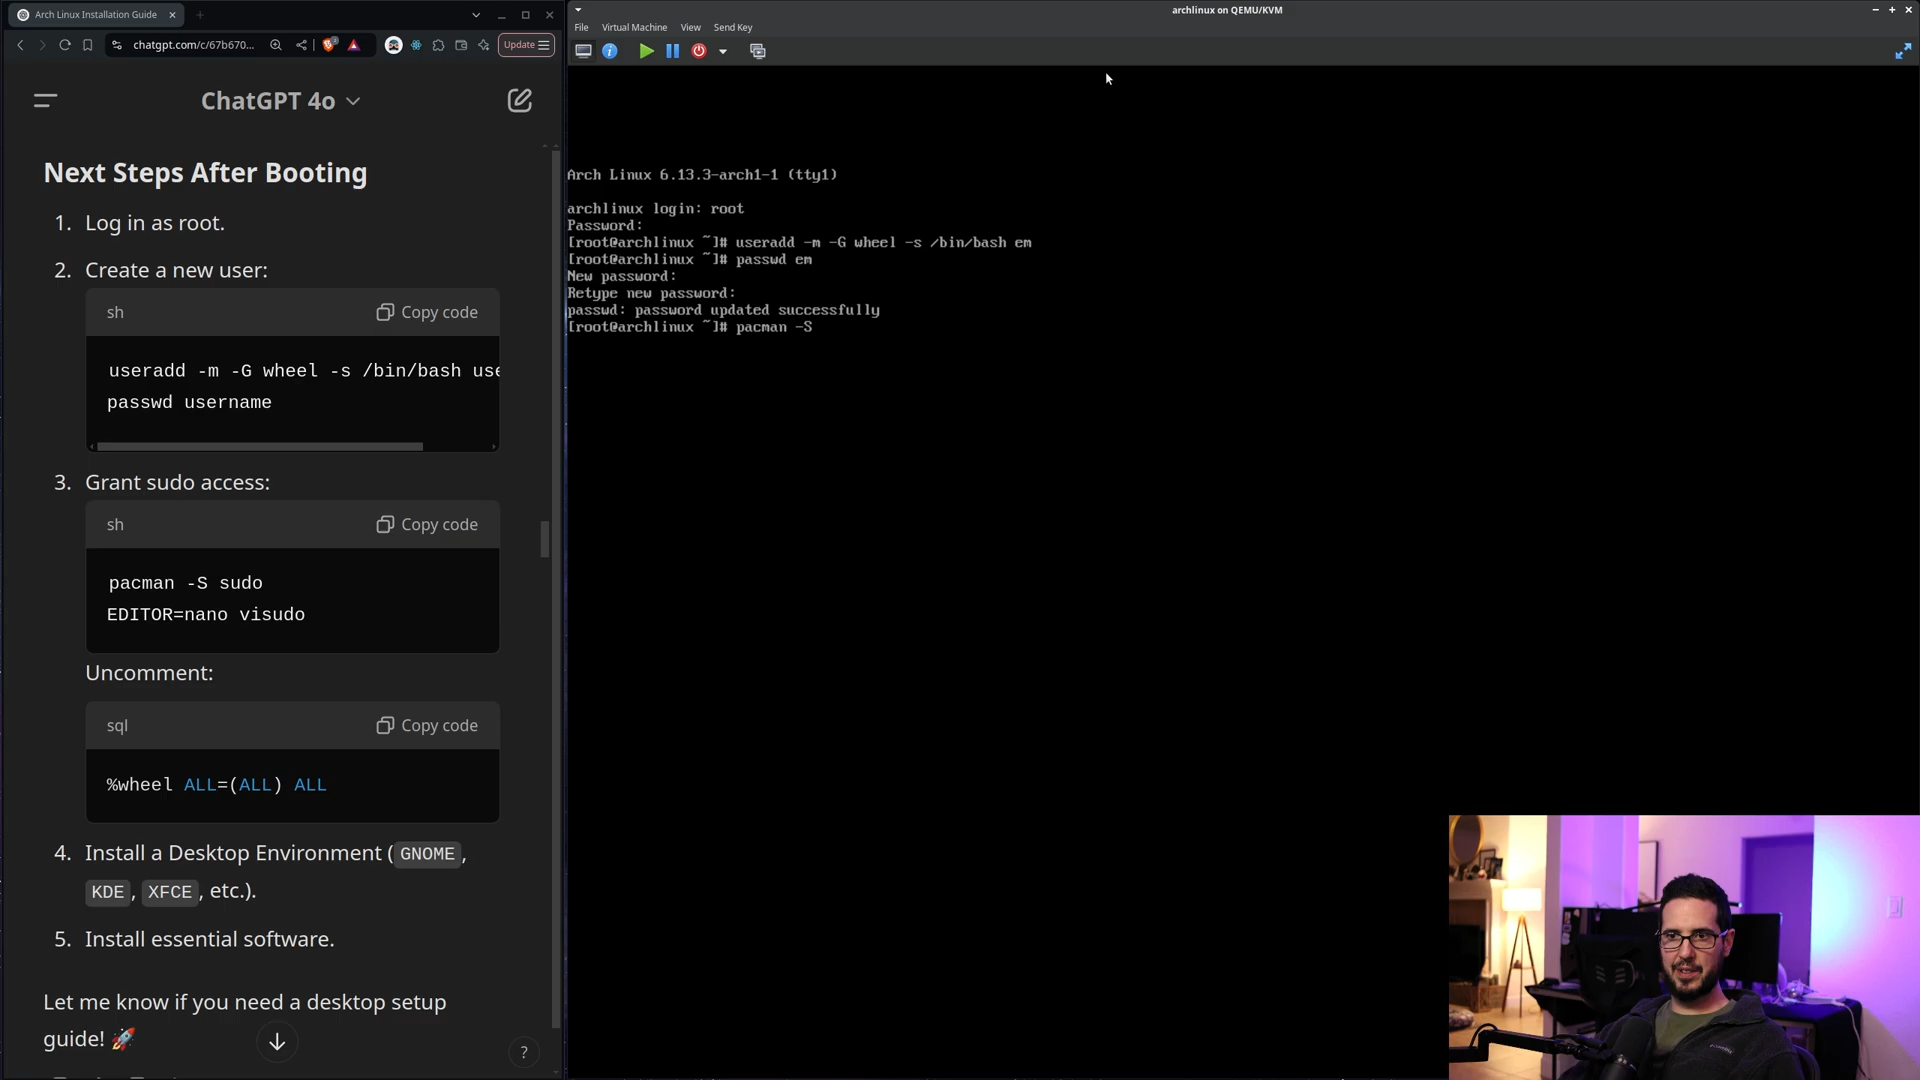 Arch Linux Installation Guide
chatgpt.com/c/67b670...
Update
ChatGPT 4o
Next Steps After Booting
1. Log in as root.
2. Create a new user:
sh
Copy code
useradd -m -G wheel -s /bin/bash use
passwd username
3. Grant sudo access:
sh
Copy code
pacman -S sudo
EDITOR=nano visudo
Uncomment:
sql
Copy code
%wheel ALL=(ALL) ALL
4. Install a Desktop Environment (GNOME,
KDE, XFCE, etc.).
5. Install essential software.
Let me know if you need a desktop setup
guide! 🚀
?
archlinux on QEMU/KVM
File Virtual Machine View Send Key
Arch Linux 6.13.3-arch1-1 (tty1)
archlinux login: root
Password:
[root@archlinux ~]# useradd -m -G wheel -s /bin/bash em
[root@archlinux ~]# passwd em
New password:
Retype new password:
passwd: password updated successfully
[root@archlinux ~]# pacman -S